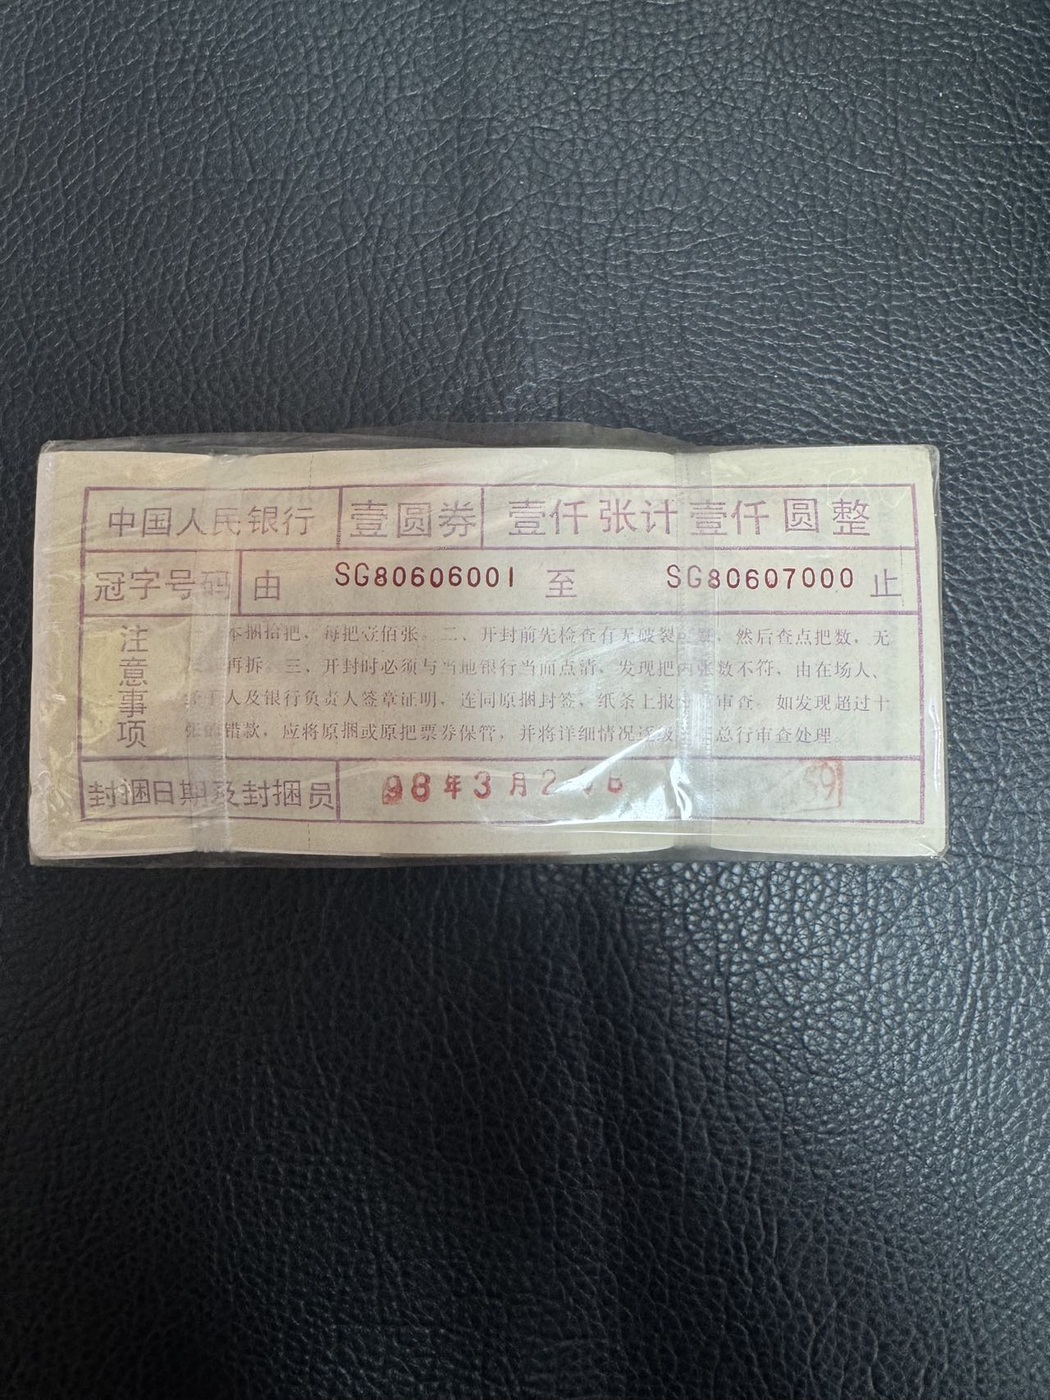 中国人民银行 壹圆券 壹仟张计壹仟圆整
冠字号码 由 SG80606001 至 SG80607000 止
注意事项
本捆拾把，每把壹佰张。二、开封前先检查有无破裂 然后查点把数，无
再拆。三、开封时必须与当地银行当面点清，发现把内张数不符，由在场人、
人及银行负责人签章证明，连同原捆封签，纸条上报 审查。如发现超过十
错款，应将原捆或原把票券保管，并将详细情况 总行审查处理
封捆日期及封捆员 98年3月2 59